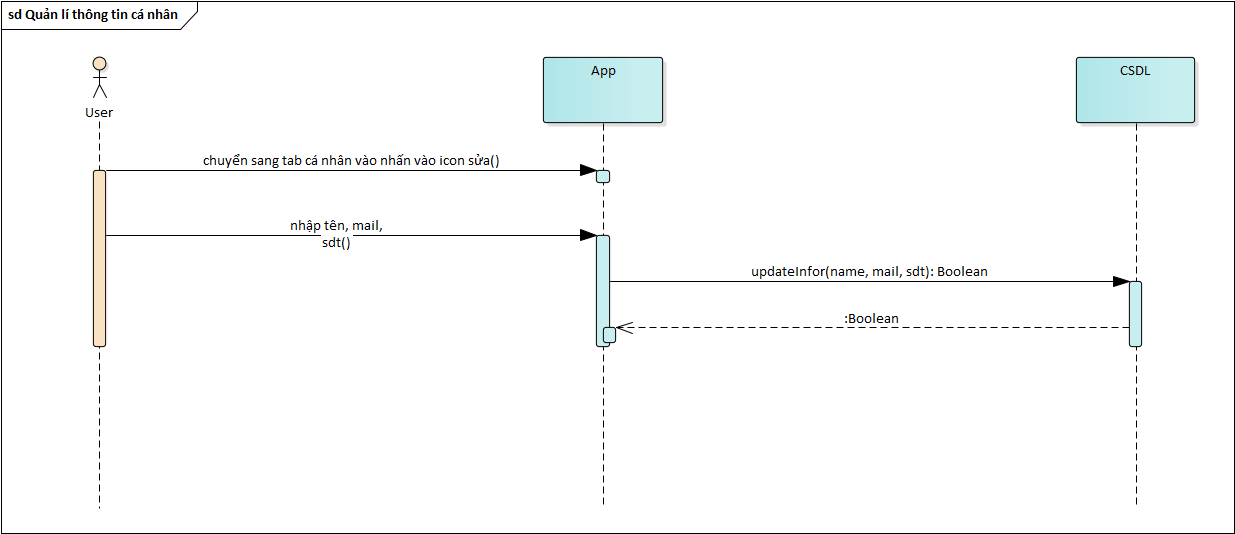 sd Quản lí thông tin cá nhân
User
App
CSDL
chuyển sang tab cá nhân vào nhấn vào icon sửa()
nhập tên, mail,
sdt()
updateInfor(name, mail, sdt): Boolean
:Boolean